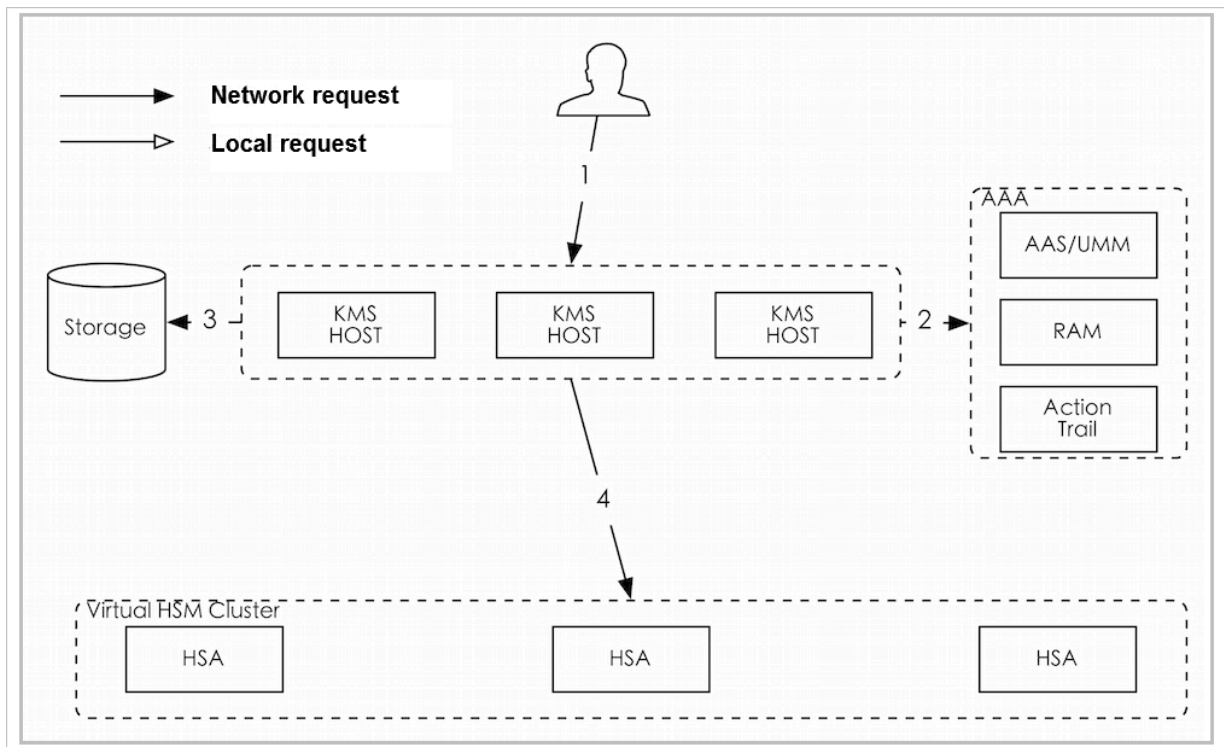 Network request
Local request
1
AAA
AAS/UMM
Storage
3
KMS
HOST
KMS
HOST
KMS
HOST
2
RAM
Action
Trail
4
Virtual HSM Cluster
HSA
HSA
HSA